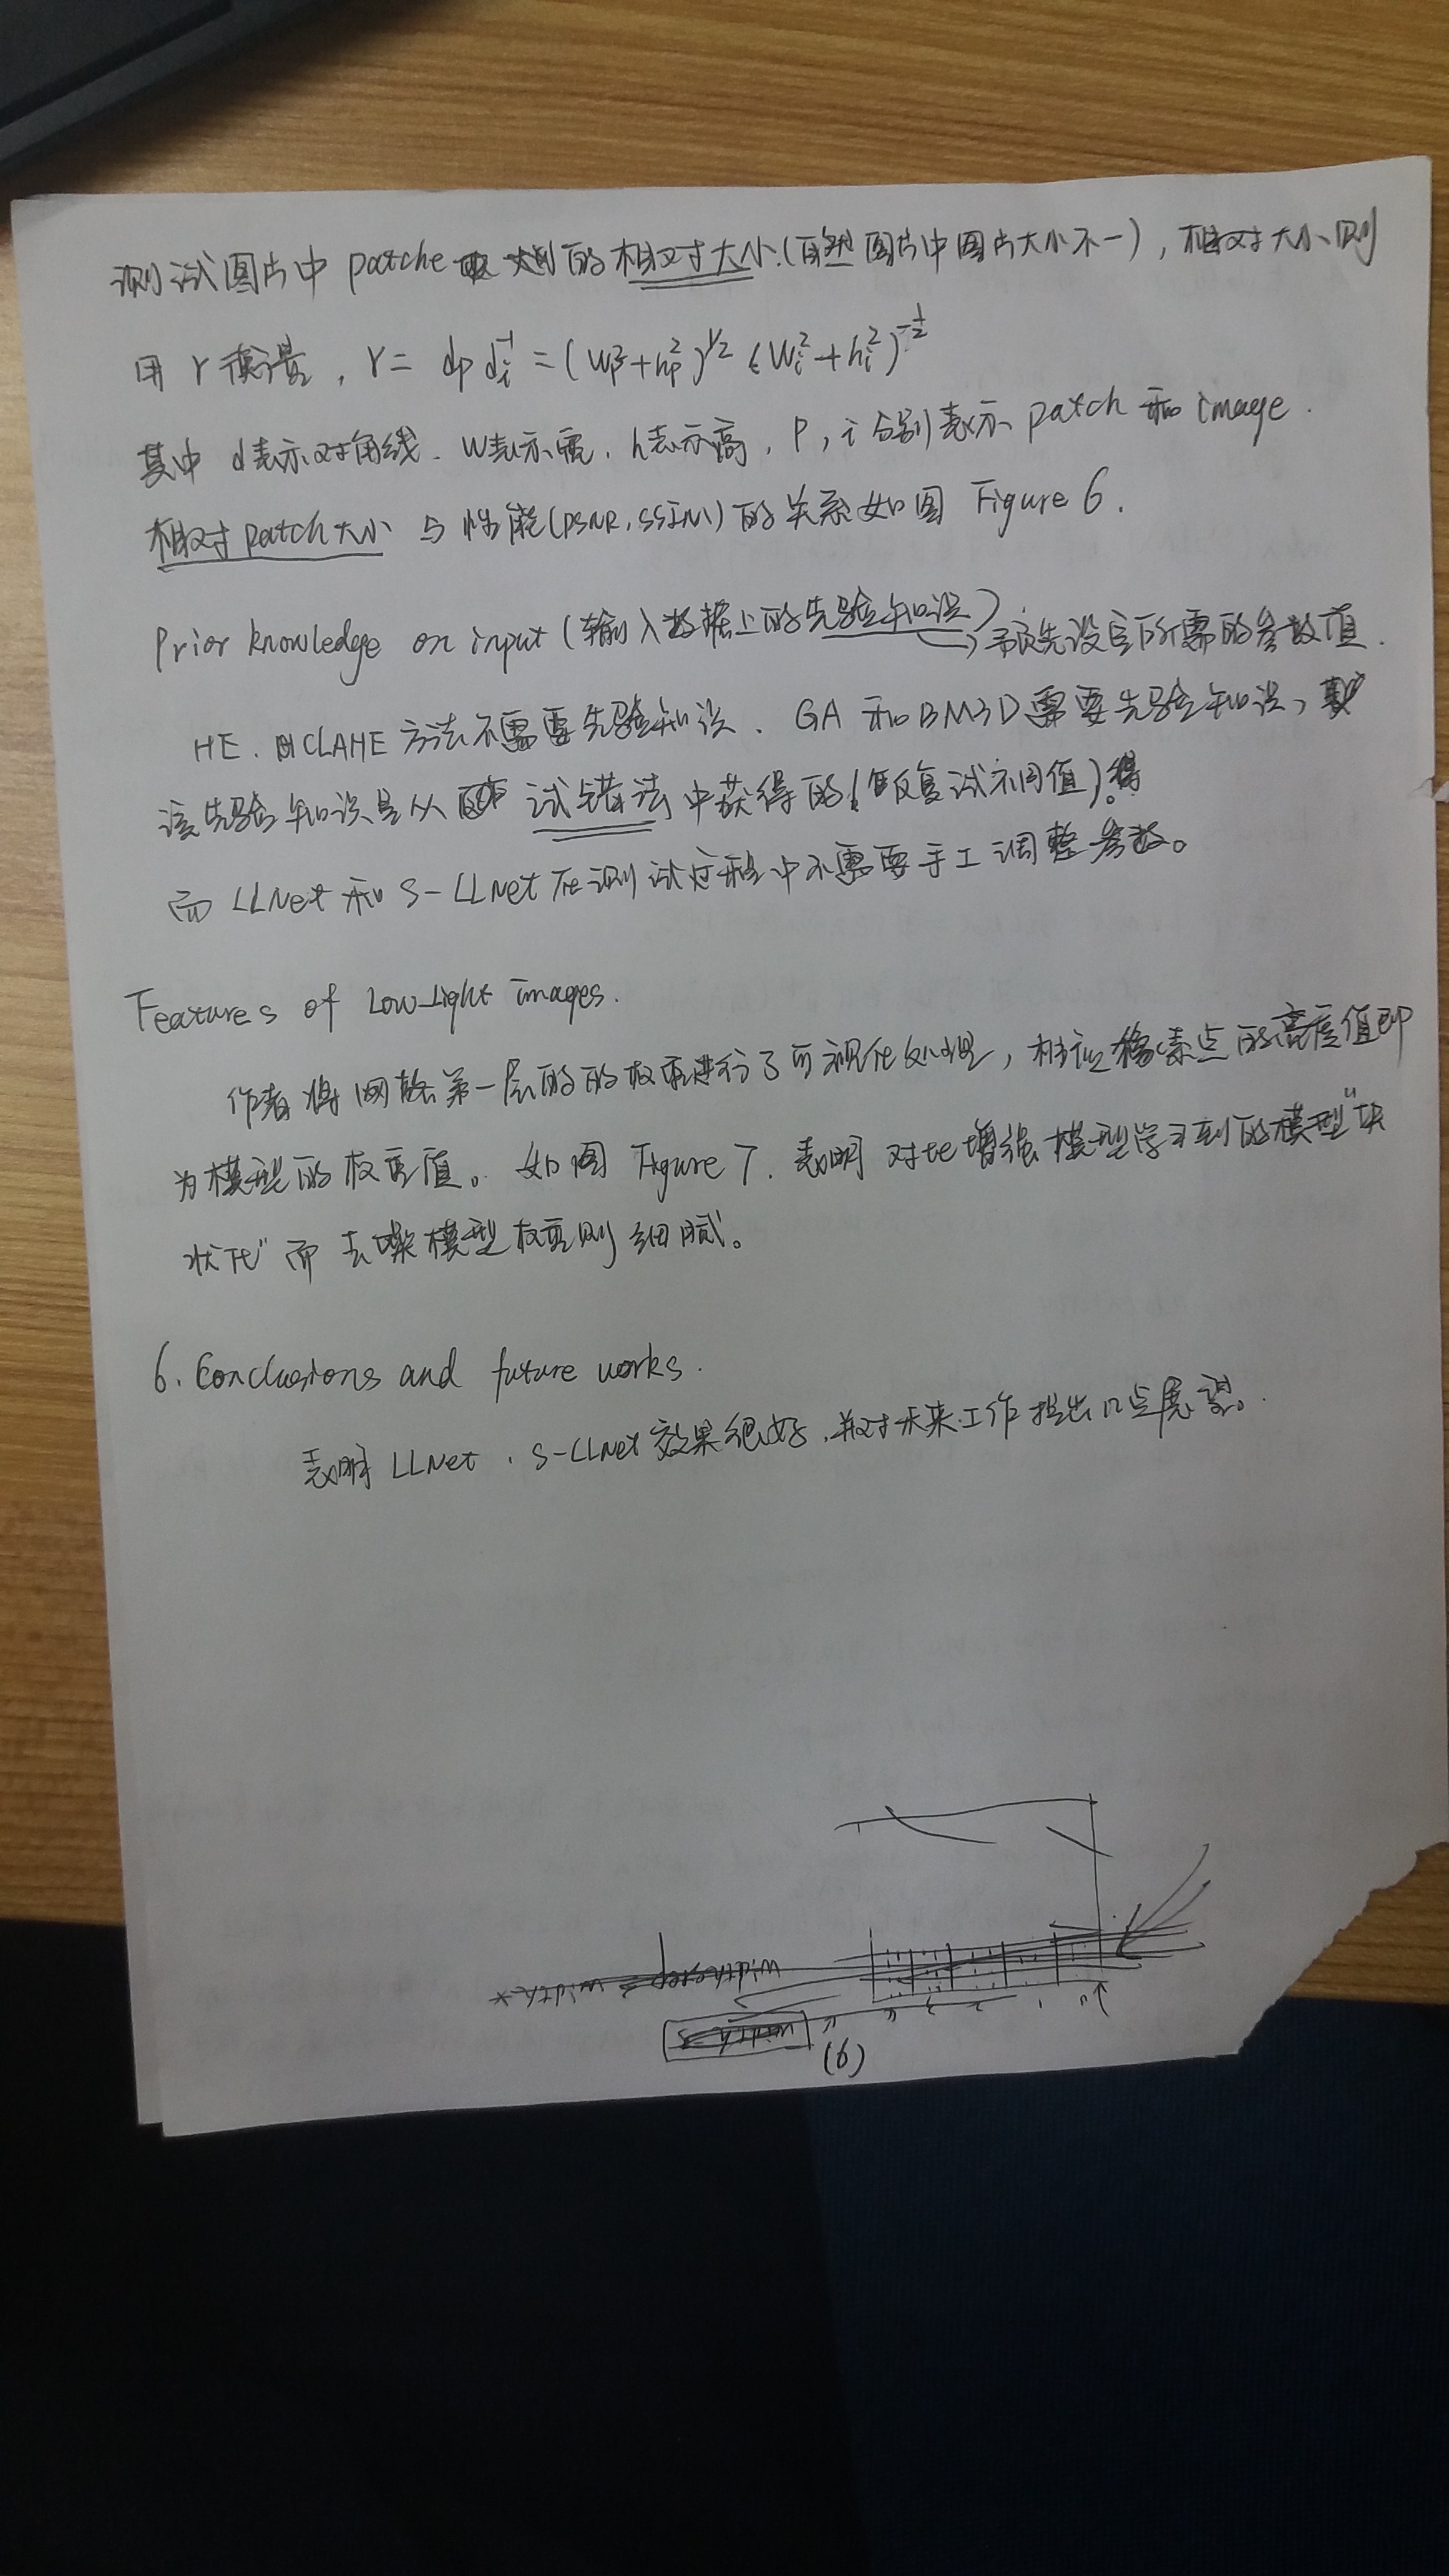 测试图片中 patche 的相对大小(自然图片中图片大小不一), 相对大小则
用 r 衡量, r = dp di^-1 = (wp^2+hp^2)^1/2 (wi^2+hi^2)^-1/2
其中 d表示对角线. w表示宽. h表示高. p, i 分别表示 patch 和 image.
相对 patch 大小 与 性能(PSNR, SSIM) 的关系如图 Figure 6.
Prior knowledge on input (输入数据上的先验知识) 预先设定所需的参数值.
HE. CLAHE 方法不需要先验知识. GA 和 BM3D 需要先验知识,
该先验知识是从 试错法 中获得的(反复试不同值).
而 LLNet 和 S-LLNet 在测试过程中不需要手工调整参数。
Features of Low-light images.
作者将网络第一层的的权重进行了可视化处理, 相应像素点的亮度值即
为模型的权重值。如图 Figure 7. 表明 对比增强模型学习到的模型"块
状化" 而 去噪模型权重则 细腻。
6. Conclusions and future works.
表明 LLNet . S-LLNet 效果很好 . 并对未来工作提出几点展望。
widthstep = width *
(6)